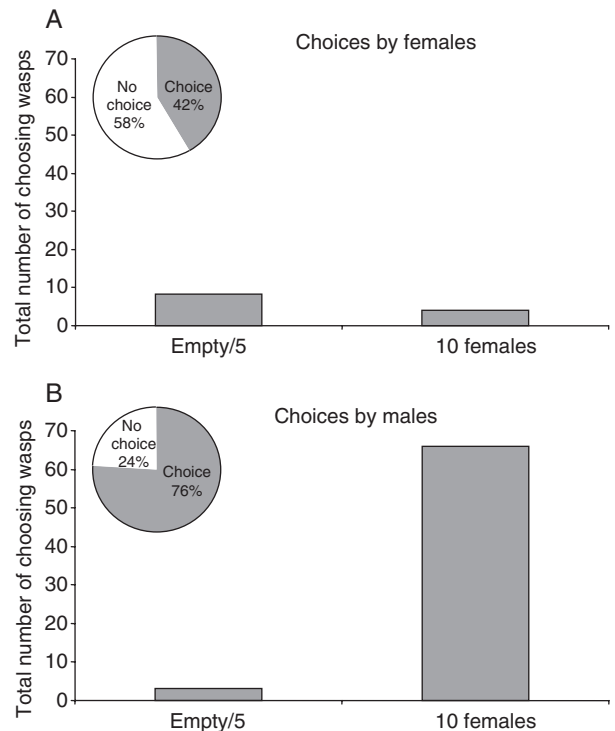 A
Choices by females
Total number of choosing wasps
70
60
50
40
30
20
10
0
No
choice
58%
Choice
42%
Empty/5
10 females
B
Choices by males
Total number of choosing wasps
70
60
50
40
30
20
10
0
No
choice
24%
Choice
76%
Empty/5
10 females